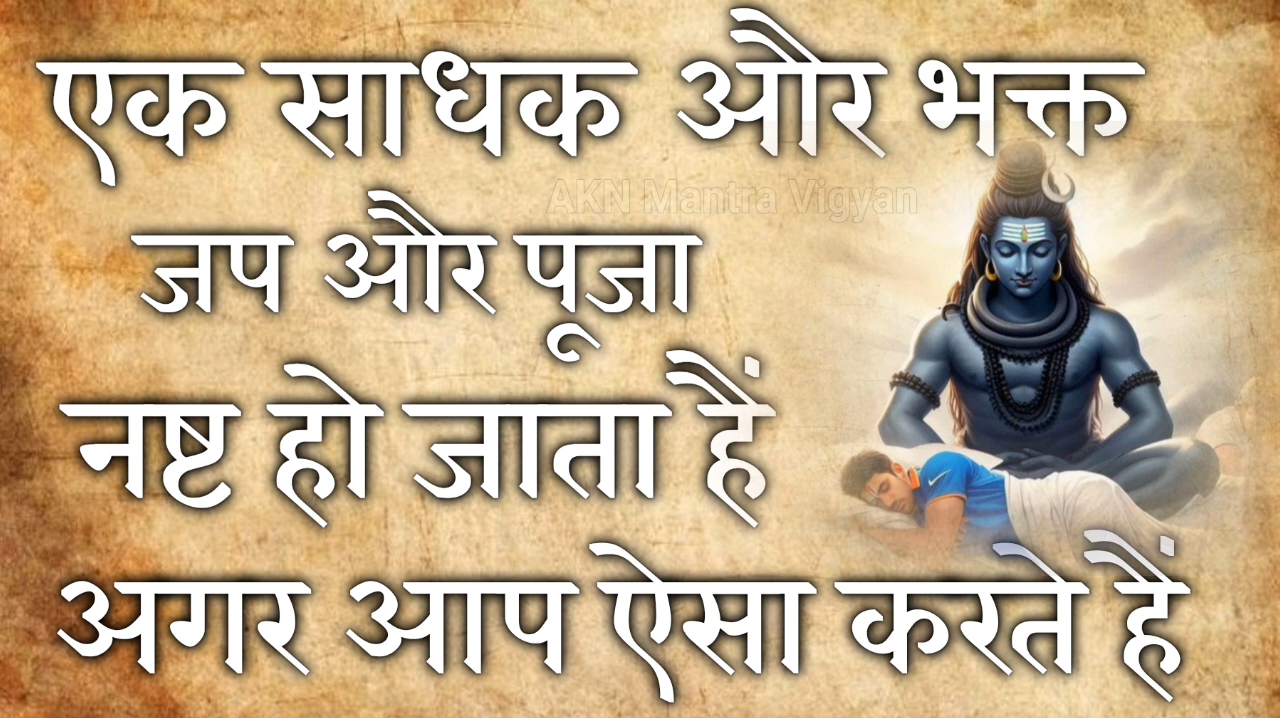 एक साधक और भक्त
AKN Mantra Vigyan
जप और पूजा
नष्ट हो जाता हैं
अगर आप ऐसा करते हैं